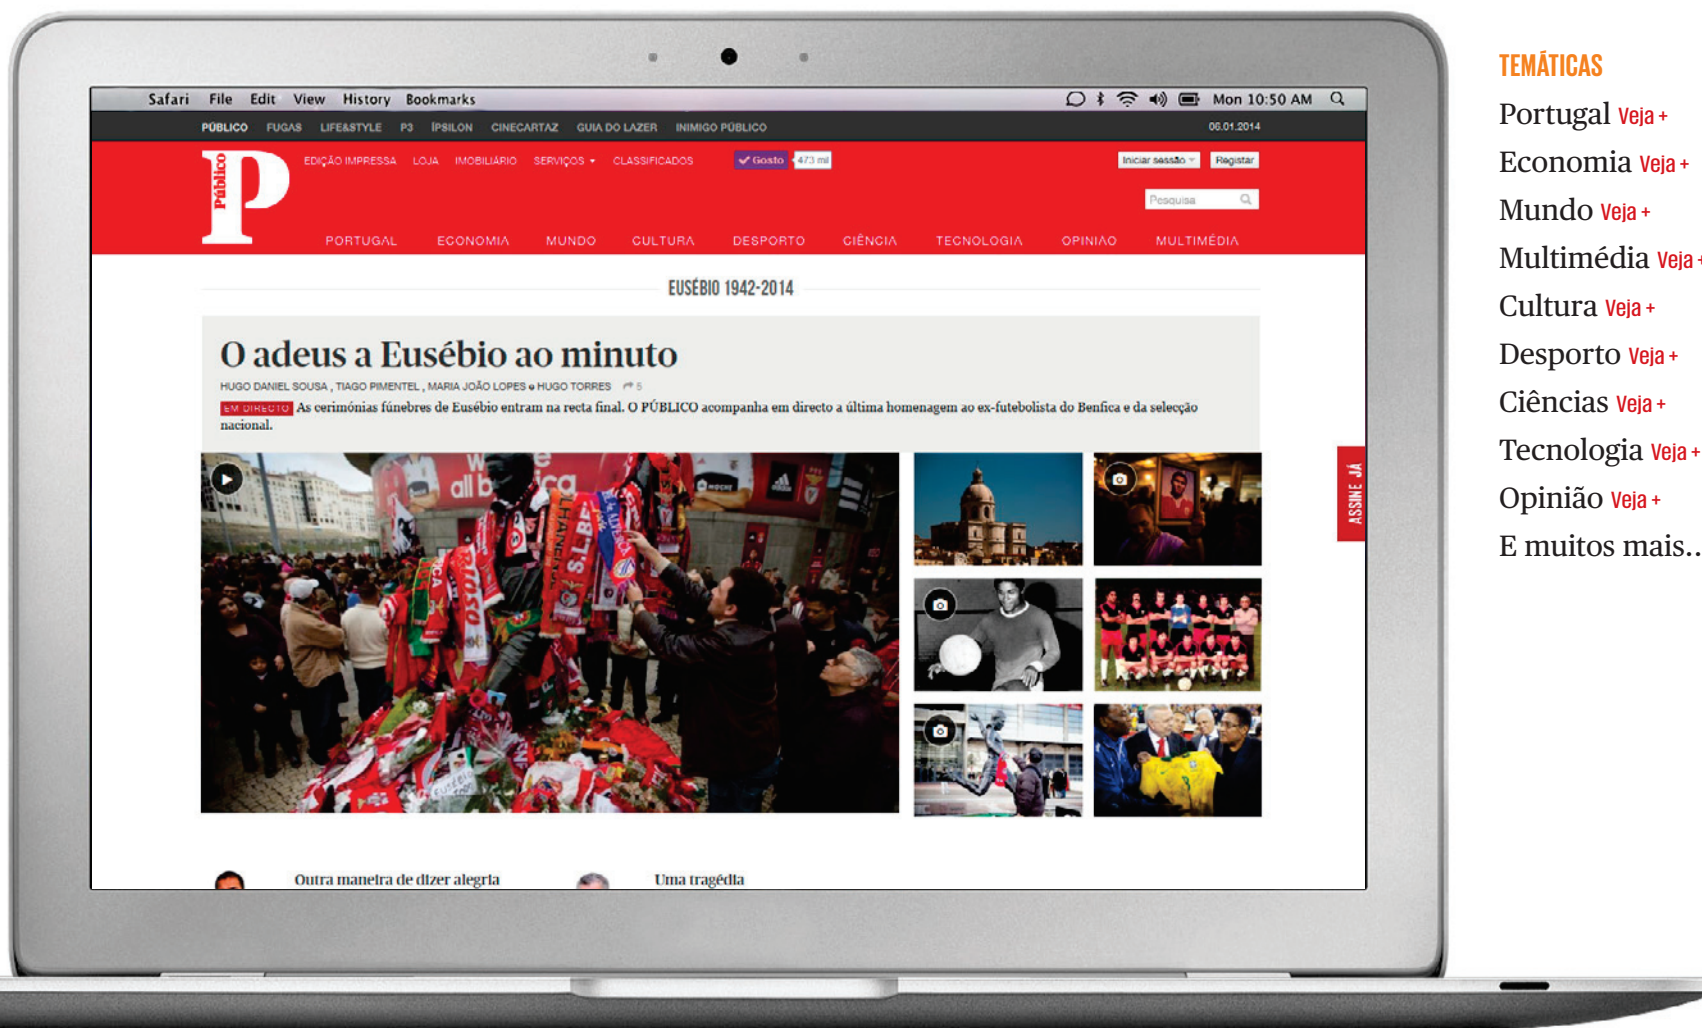 Safari File Edit View History Bookmarks Mon 10:50 AM
PÚBLICO FUGAS LIFE&STYLE P3 ÍPSILON CINECARTAZ GUIA DO LAZER INIMIGO PÚBLICO 06.01.2014
Público
P
EDIÇÃO IMPRESSA LOJA IMOBILIÁRIO SERVIÇOS CLASSIFICADOS Gosto 473 mil Iniciar sessão Registar
Pesquisa
PORTUGAL ECONOMIA MUNDO CULTURA DESPORTO CIÊNCIA TECNOLOGIA OPINIÃO MULTIMÉDIA
EUSÉBIO 1942-2014
O adeus a Eusébio ao minuto
HUGO DANIEL SOUSA , TIAGO PIMENTEL , MARIA JOÃO LOPES e HUGO TORRES 5
EM DIRECTO As cerimónias fúnebres de Eusébio entram na recta final. O PÚBLICO acompanha em directo a última homenagem ao ex-futebolista do Benfica e da selecção
nacional.
S.L.BE
ASSINE JÁ
Outra maneira de dizer alegria
Uma tragédia
TEMÁTICAS
Portugal Veja +
Economia Veja +
Mundo Veja +
Multimédia Veja +
Cultura Veja +
Desporto Veja +
Ciências Veja +
Tecnologia Veja +
Opinião Veja +
E muitos mais..